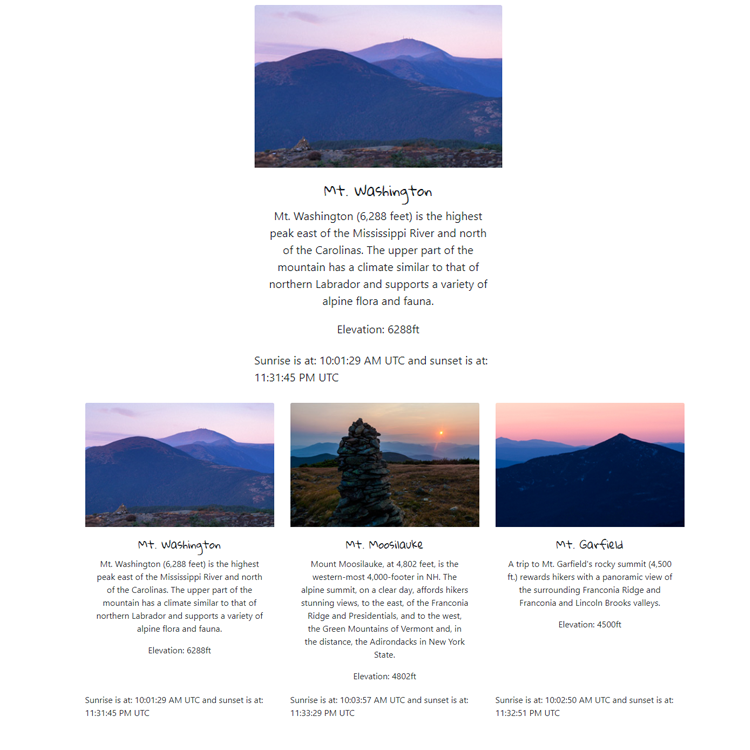 Mt. Washington
Mt. Washington (6,288 feet) is the highest
peak east of the Mississippi River and north
of the Carolinas. The upper part of the
mountain has a climate similar to that of
northern Labrador and supports a variety of
alpine flora and fauna.
Elevation: 6288ft
Sunrise is at: 10:01:29 AM UTC and sunset is at:
11:31:45 PM UTC
Mt. Washington
Mt. Washington (6,288 feet) is the highest
peak east of the Mississippi River and north
of the Carolinas. The upper part of the
mountain has a climate similar to that of
northern Labrador and supports a variety of
alpine flora and fauna.
Elevation: 6288ft
Sunrise is at: 10:01:29 AM UTC and sunset is at:
11:31:45 PM UTC
Mt. Moosilauke
Mount Moosilauke, at 4,802 feet, is the
western-most 4,000-footer in NH. The
alpine summit, on a clear day, affords hikers
stunning views, to the east, of the Franconia
Ridge and Presidentials, and to the west,
the Green Mountains of Vermont and, in
the distance, the Adirondacks in New York
State.
Elevation: 4802ft
Sunrise is at: 10:03:57 AM UTC and sunset is at:
11:33:29 PM UTC
Mt. Garfield
A trip to Mt. Garfield's rocky summit (4,500
ft.) rewards hikers with a panoramic view of
the surrounding Franconia Ridge and
Franconia and Lincoln Brooks valleys.
Elevation: 4500ft
Sunrise is at: 10:02:50 AM UTC and sunset is at:
11:32:51 PM UTC